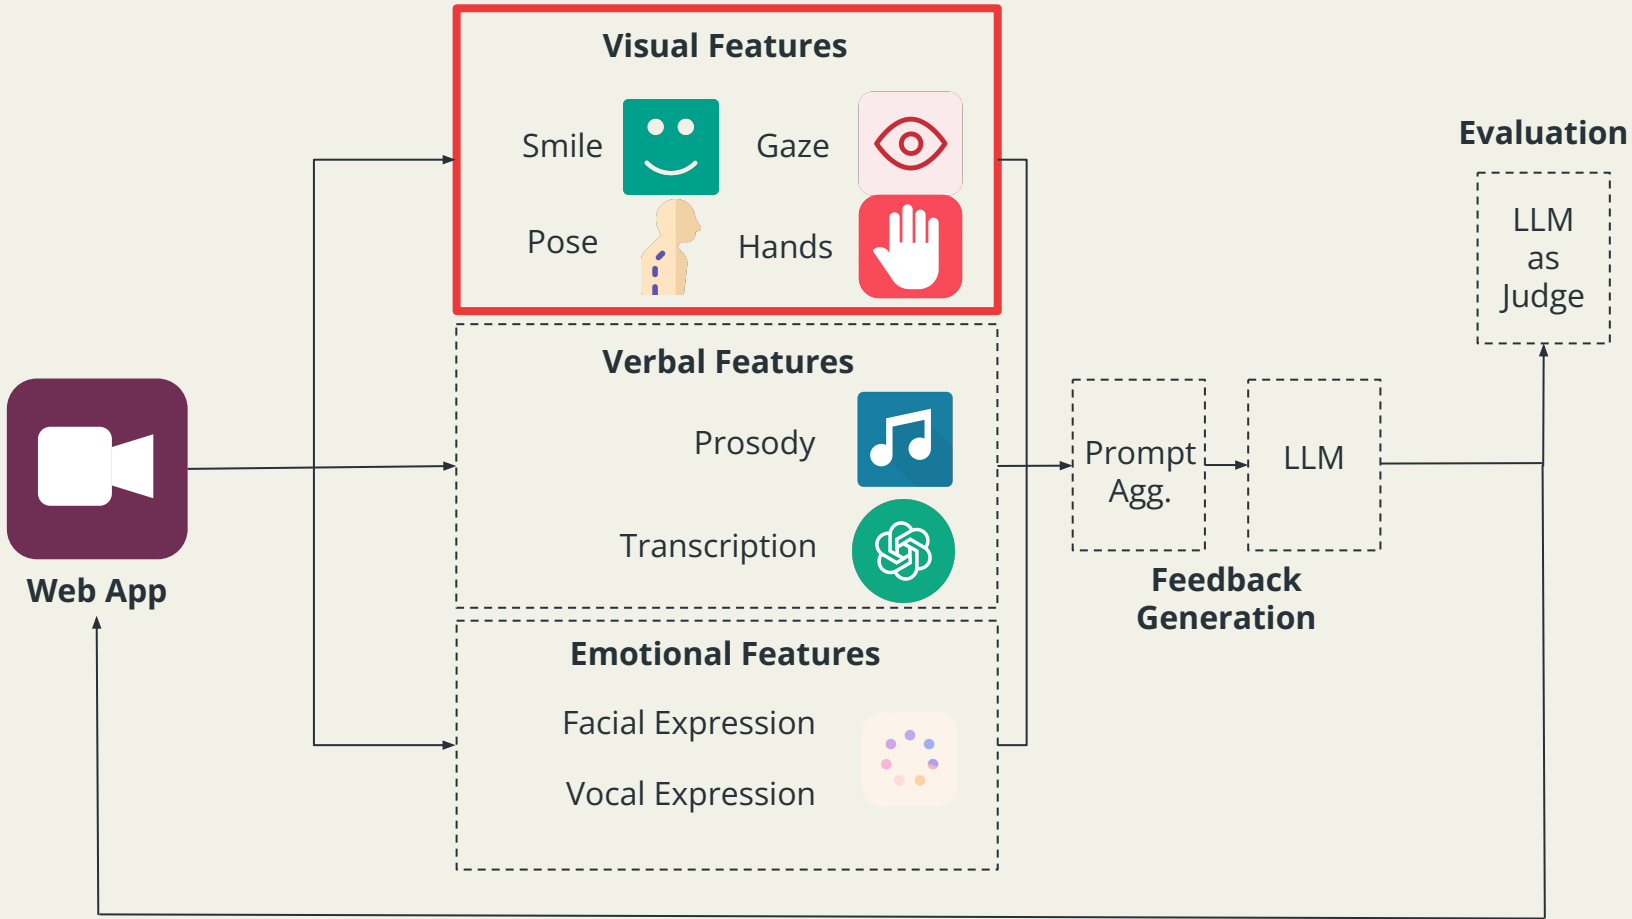 Visual Features
Smile
Gaze
Pose
Hands
Verbal Features
Prosody
Transcription
Emotional Features
Facial Expression
Vocal Expression
Web App
Prompt
Agg.
LLM
Feedback
Generation
Evaluation
LLM
as
Judge